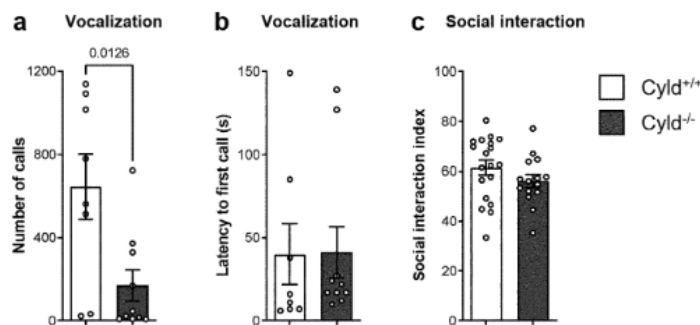 a Vocalization
0.0126
1200
800
400
0
Number of calls
b Vocalization
150
100
50
0
Latency to first call (s)
c Social interaction
100
80
60
40
20
0
Social interaction index
Cyld+/+
Cyld-/-